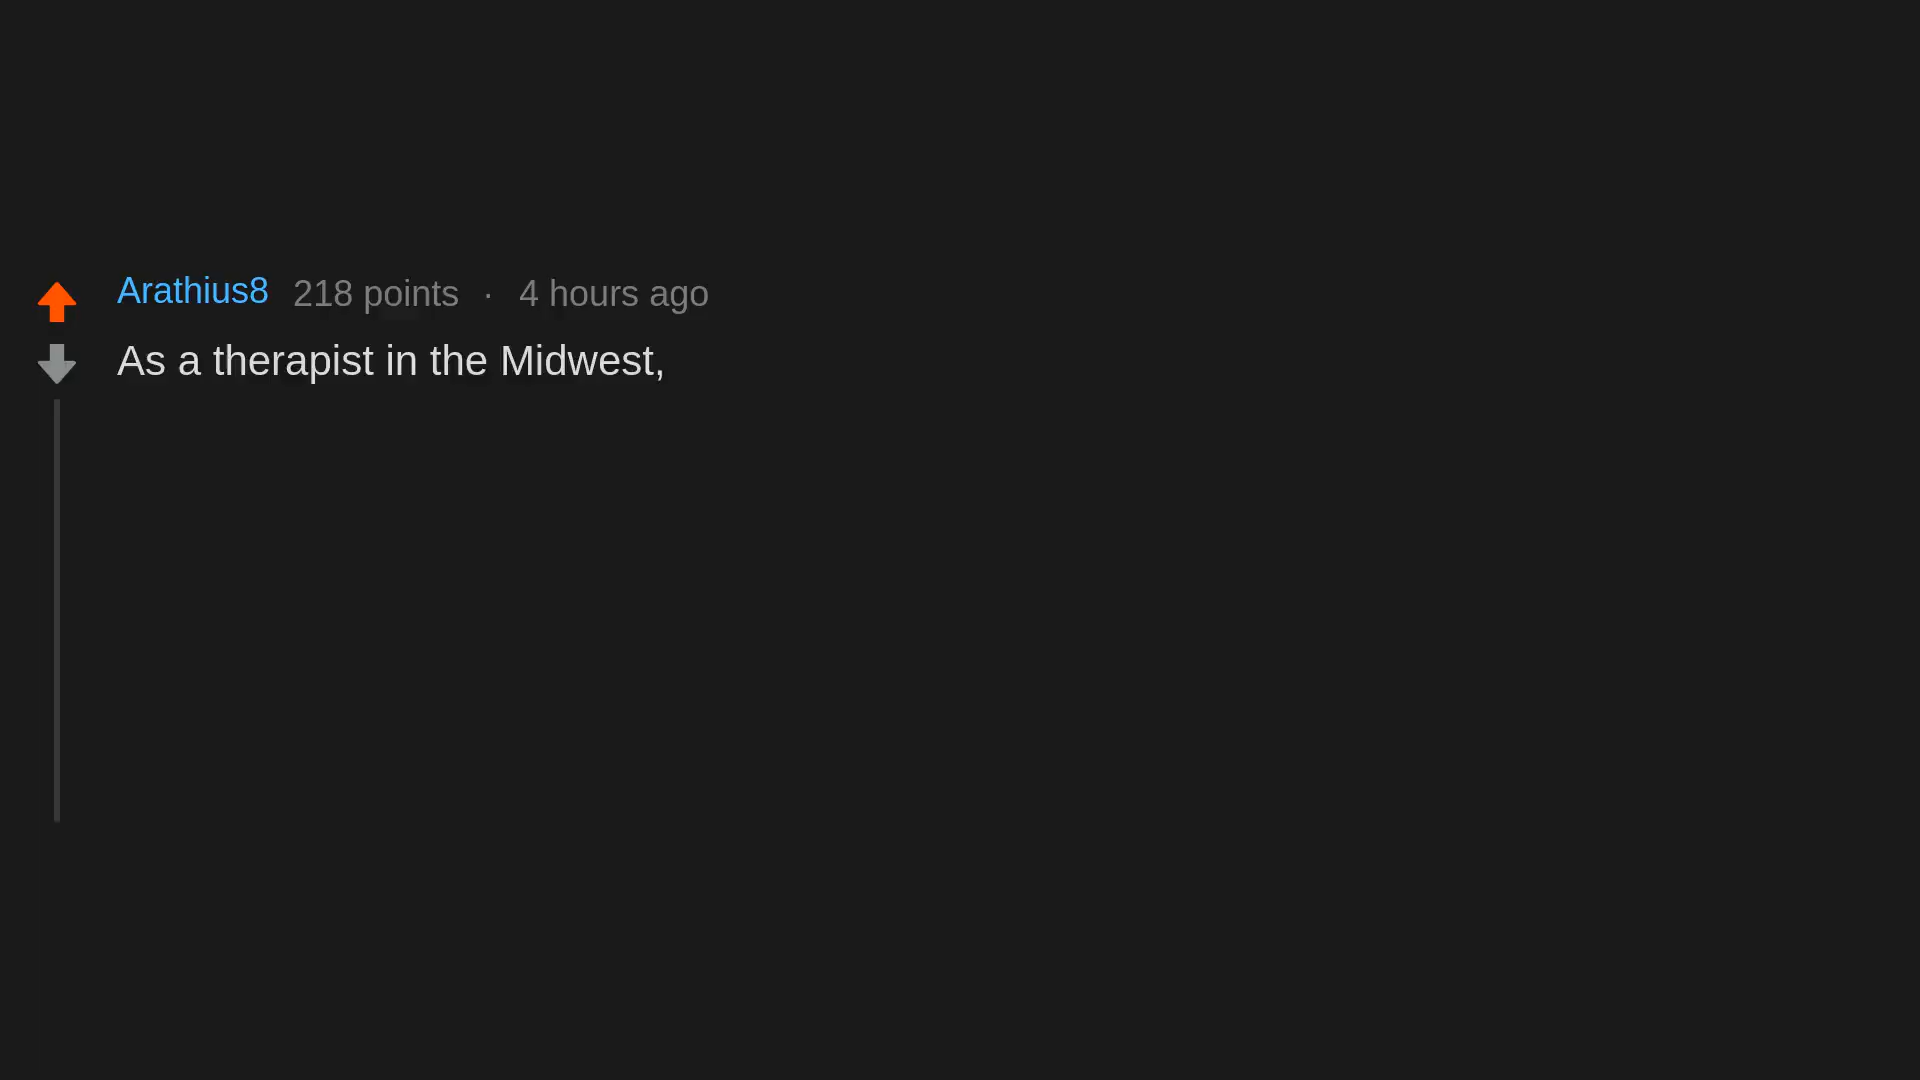 Arathius8 218 points · 4 hours ago
As a therapist in the Midwest,